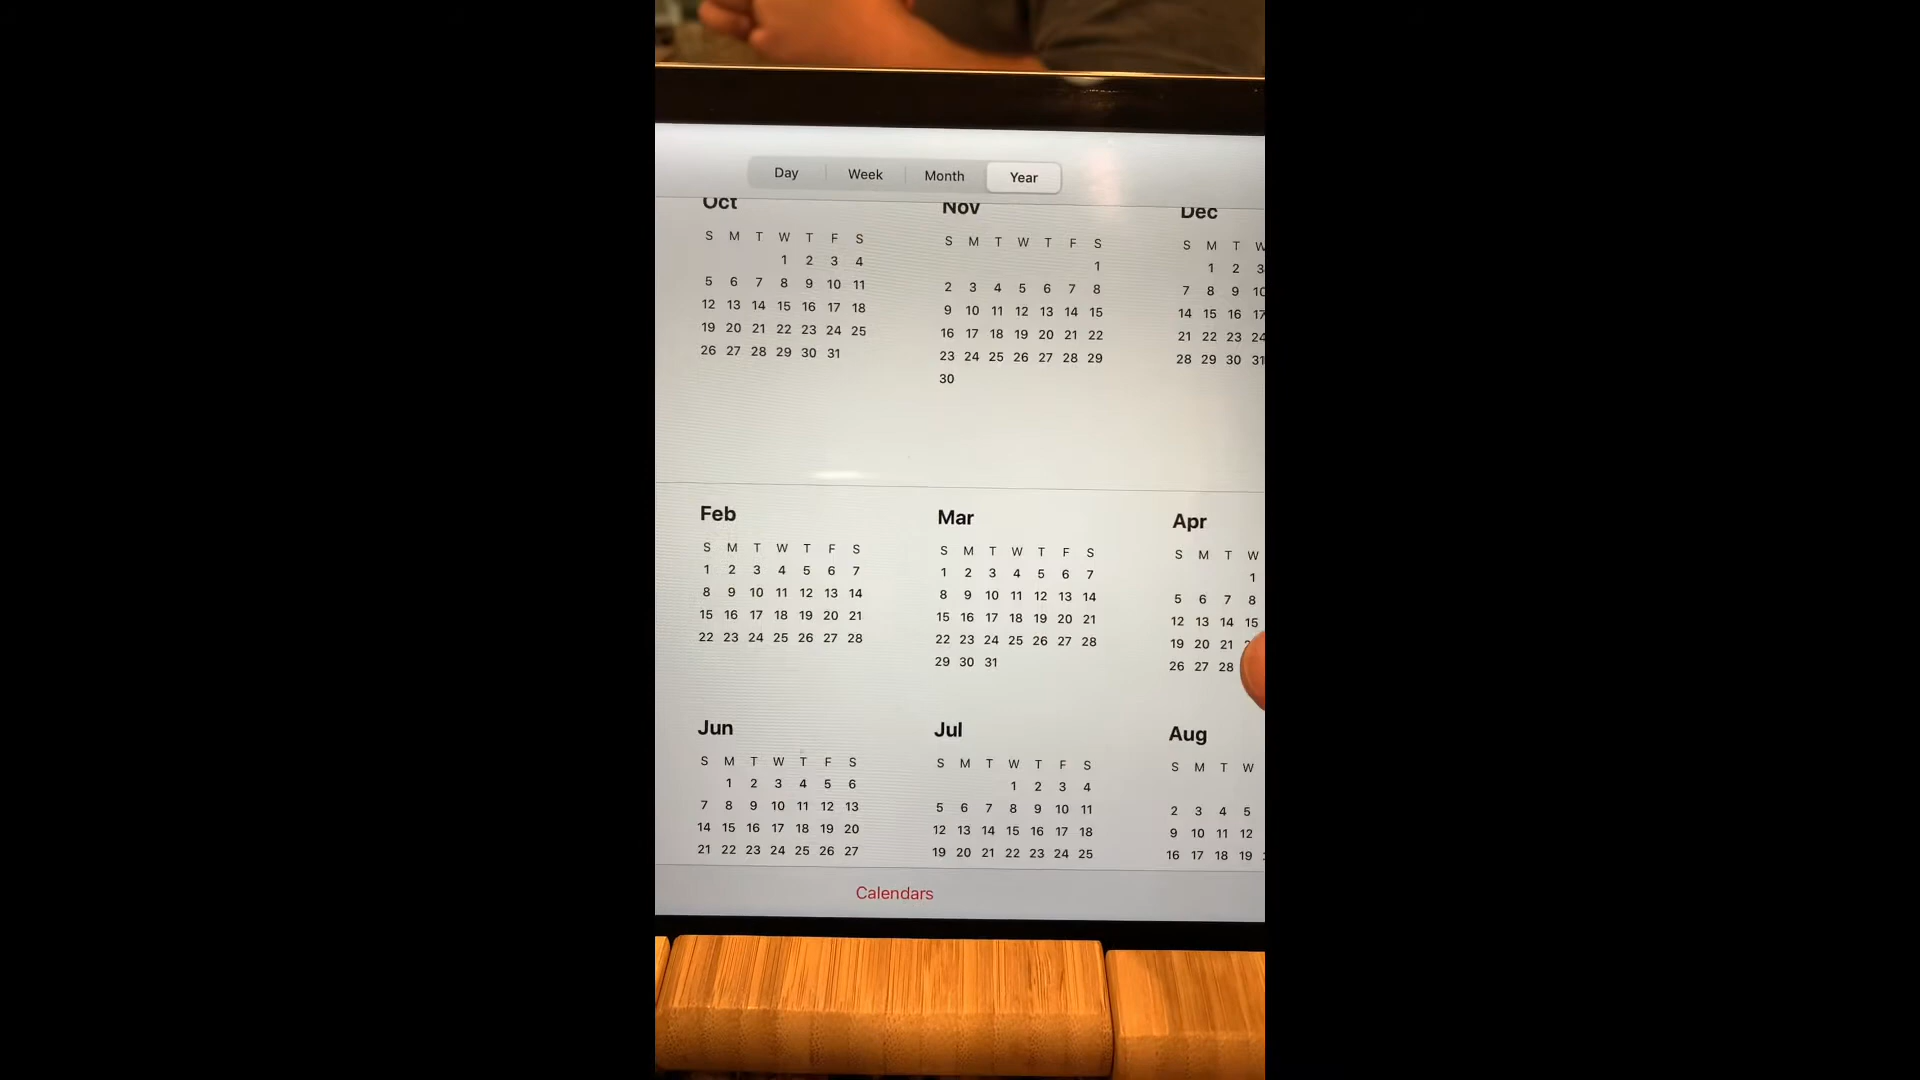 Day Week Month Year
Oct Nov Dec
S M T W T F S S M T W T F S S M T W
1 2 3 4 1 1 2 3
5 6 7 8 9 10 11 2 3 4 5 6 7 8 7 8 9 10
12 13 14 15 16 17 18 9 10 11 12 13 14 15 14 15 16 17
19 20 21 22 23 24 25 16 17 18 19 20 21 22 21 22 23 24
26 27 28 29 30 31 23 24 25 26 27 28 29 28 29 30 31
30
Feb Mar Apr
S M T W T F S S M T W T F S S M T W
1 2 3 4 5 6 7 1 2 3 4 5 6 7 1
8 9 10 11 12 13 14 8 9 10 11 12 13 14 5 6 7 8
15 16 17 18 19 20 21 15 16 17 18 19 20 21 12 13 14 15
22 23 24 25 26 27 28 22 23 24 25 26 27 28 19 20 21
29 30 31 26 27 28
Jun Jul Aug
S M T W T F S S M T W T F S S M T W
1 2 3 4 5 6 1 2 3 4
7 8 9 10 11 12 13 5 6 7 8 9 10 11 2 3 4 5
14 15 16 17 18 19 20 12 13 14 15 16 17 18 9 10 11 12
21 22 23 24 25 26 27 19 20 21 22 23 24 25 16 17 18 19
Calendars